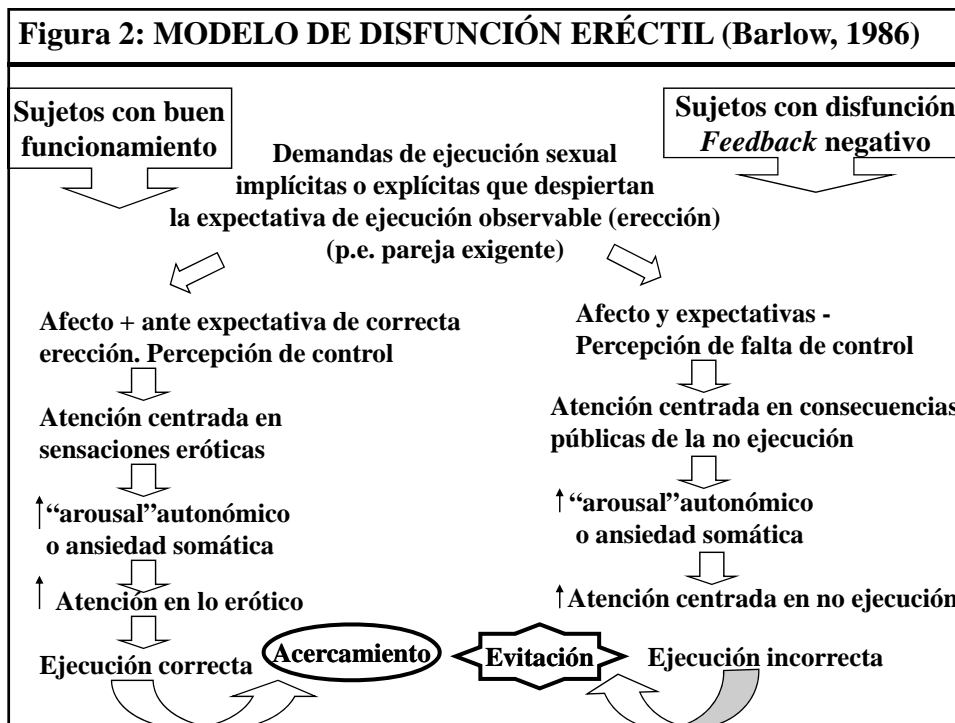 Figura 2: MODELO DE DISFUNCIÓN ERÉCTIL (Barlow, 1986)
Sujetos con buen
funcionamiento
Sujetos con disfunción
Feedback negativo
Demandas de ejecución sexual
implícitas o explícitas que despiertan
la expectativa de ejecución observable (erección)
(p.e. pareja exigente)
Afecto + ante expectativa de correcta
erección. Percepción de control
Atención centrada en
sensaciones eróticas
↑“arousal”autonómico
o ansiedad somática
↑ Atención en lo erótico
Ejecución correcta
Acercamiento
Afecto y expectativas -
Percepción de falta de control
Atención centrada en consecuencias
públicas de la no ejecución
↑“arousal”autonómico
o ansiedad somática
↑Atención centrada en no ejecución
Evitación
Ejecución incorrecta